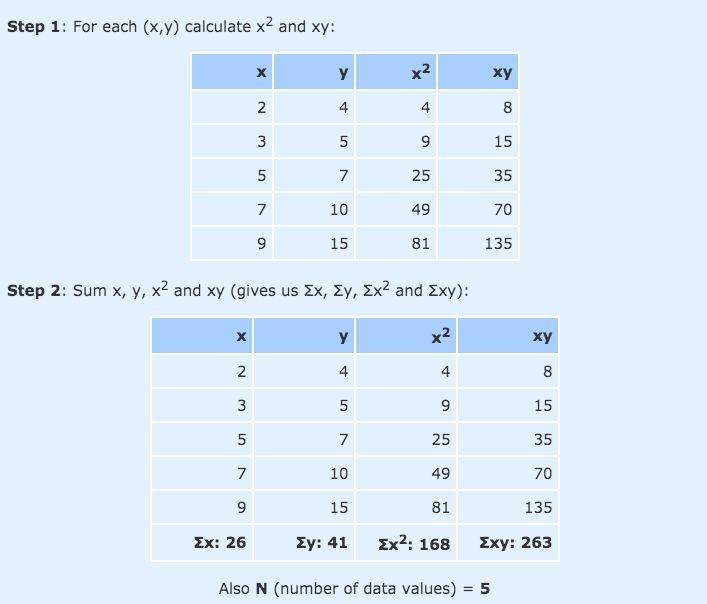 Step 1: For each (x,y) calculate x² and xy:
x y x² xy
2 4 4 8
3 5 9 15
5 7 25 35
7 10 49 70
9 15 81 135
Step 2: Sum x, y, x² and xy (gives us Σx, Σy, Σx² and Σxy):
x y x² xy
2 4 4 8
3 5 9 15
5 7 25 35
7 10 49 70
9 15 81 135
Σx: 26 Σy: 41 Σx²: 168 Σxy: 263
Also N (number of data values) = 5